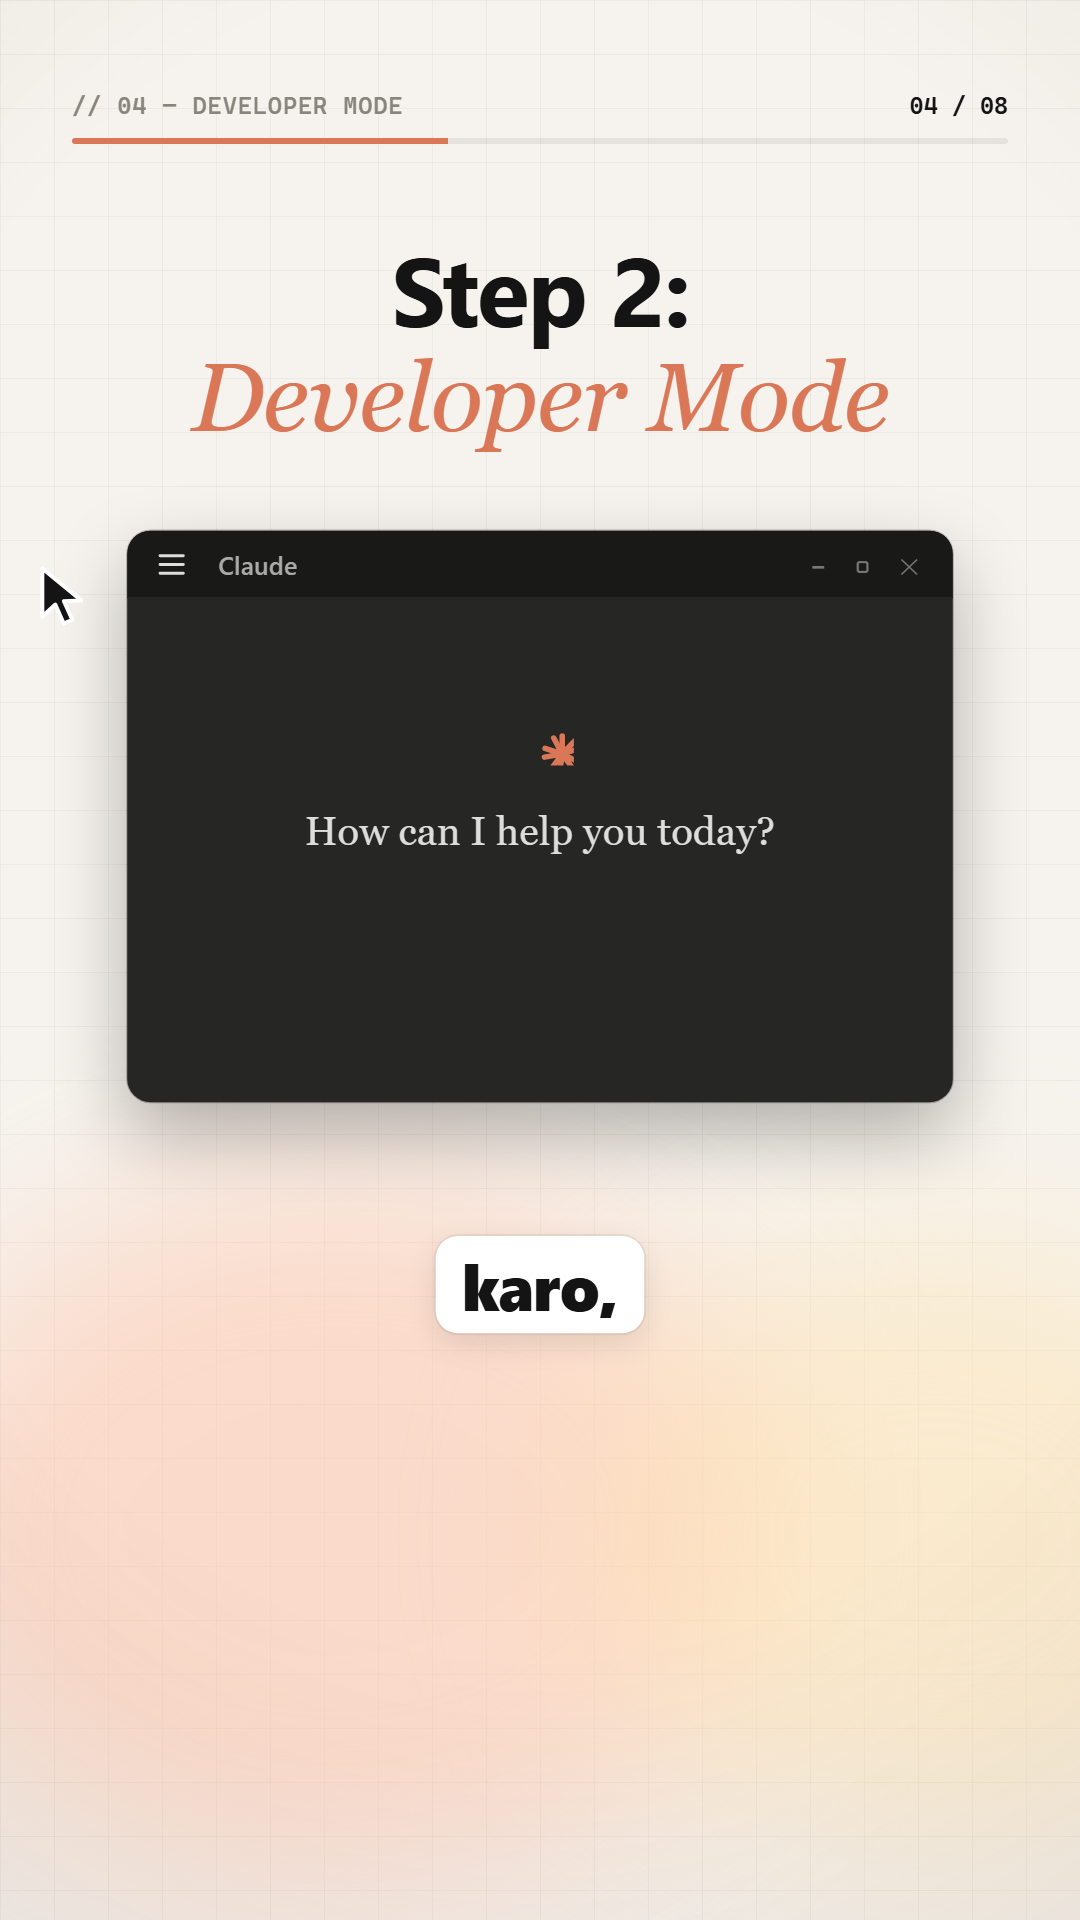 // 04 — DEVELOPER MODE
04 / 08
Step 2:
Developer Mode
Claude
How can I help you today?
karo,